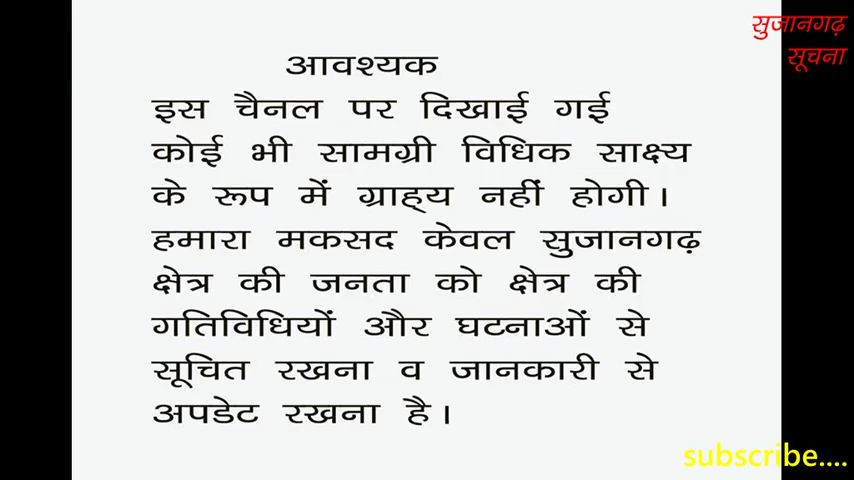 सुजानगढ़
सूचना
आवश्यक
इस चैनल पर दिखाई गई
कोई भी सामग्री विधिक साक्ष्य
के रूप में ग्राह्य नहीं होगी।
हमारा मकसद केवल सुजानगढ़
क्षेत्र की जनता को क्षेत्र की
गतिविधियों और घटनाओं से
सूचित रखना व जानकारी से
अपडेट रखना है।
subscribe....